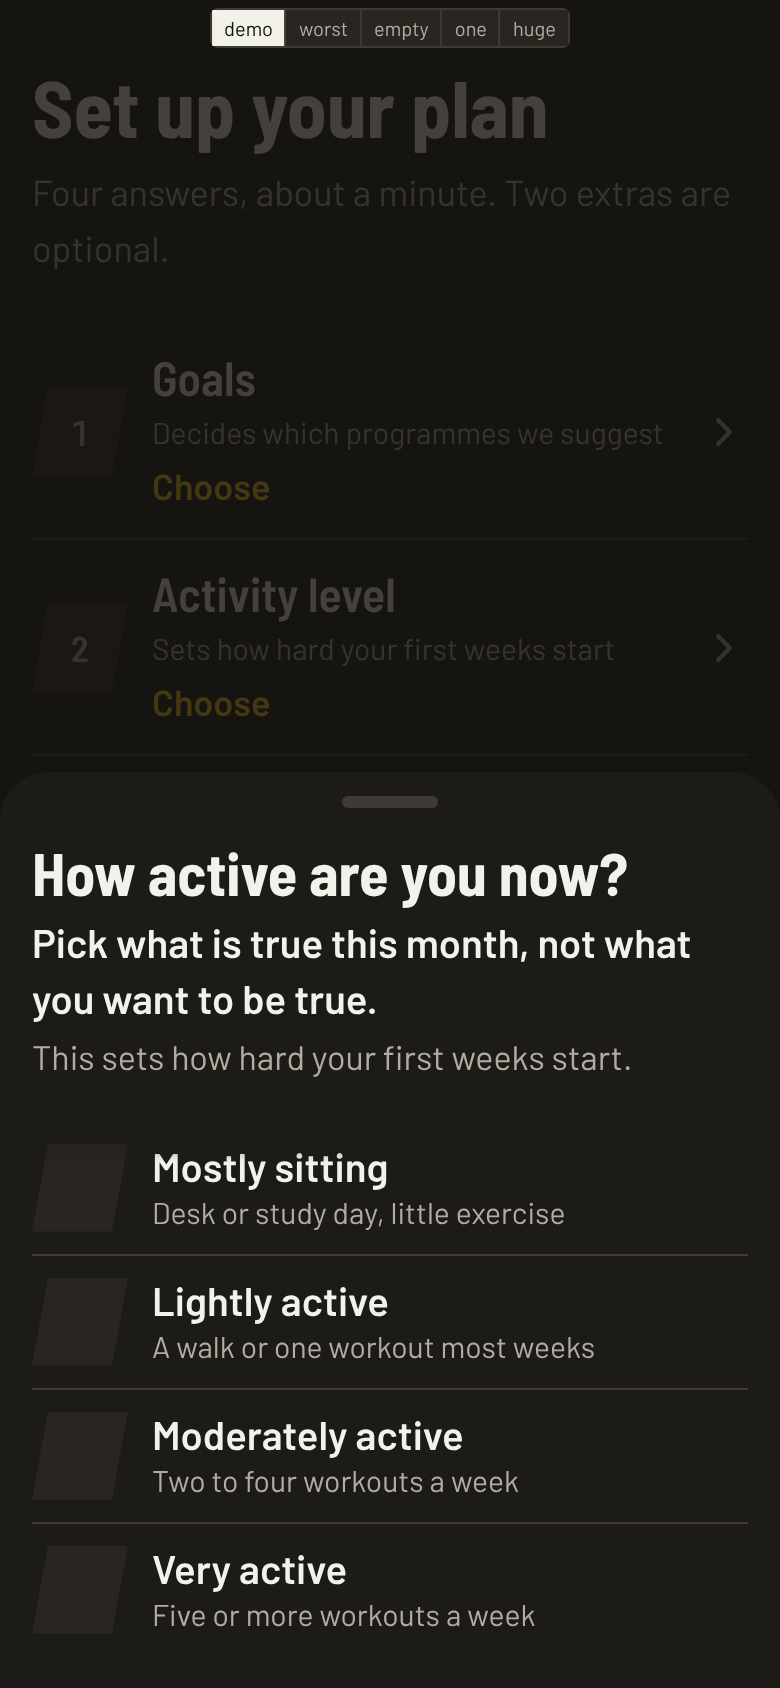 demo worst empty one huge
Set up your plan
Four answers, about a minute. Two extras are
optional.
Goals
1
Decides which programmes we suggest
Choose
Activity level
2
Sets how hard your first weeks start
Choose
How active are you now?
Pick what is true this month, not what
you want to be true.
This sets how hard your first weeks start.
Mostly sitting
Desk or study day, little exercise
Lightly active
A walk or one workout most weeks
Moderately active
Two to four workouts a week
Very active
Five or more workouts a week